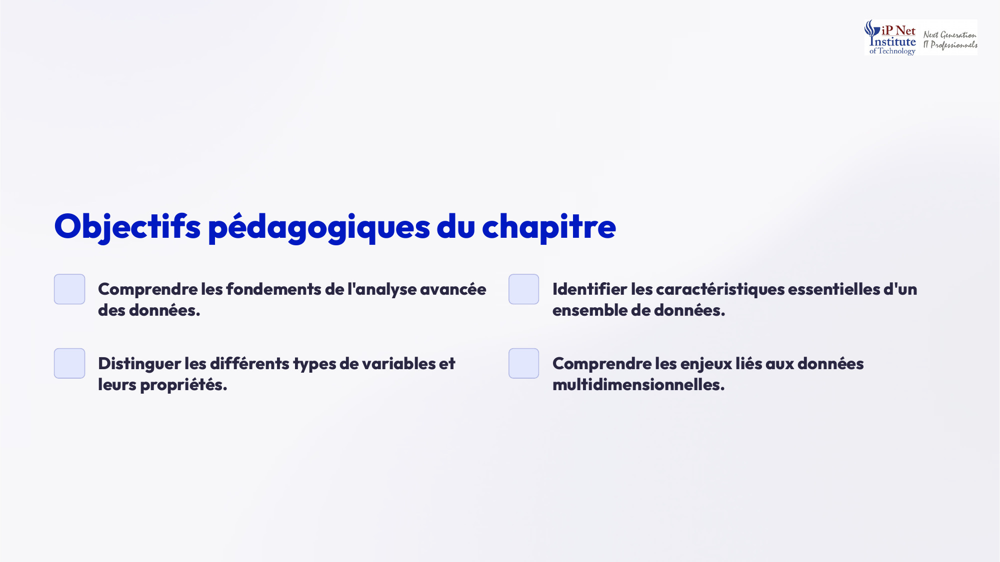 iP Net
Institute
of Technology
Next Generation
IT Professionnels
Objectifs pédagogiques du chapitre
Comprendre les fondements de l'analyse avancée
des données.
Identifier les caractéristiques essentielles d'un
ensemble de données.
Distinguer les différents types de variables et
leurs propriétés.
Comprendre les enjeux liés aux données
multidimensionnelles.